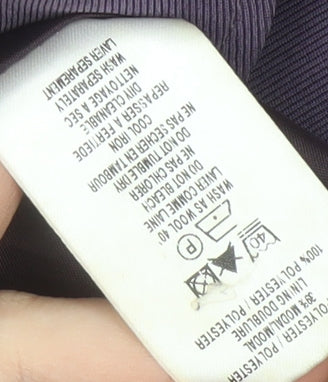 POLYESTER / POLYESTER
39% MODAL/MODAL
LINING / DOUBLURE
100% POLYESTER / POLYESTER
40
P
WASH AS WOOL 40°
LAVER COMME LAINE
DO NOT BLEACH
NE PAS CHLORER
DO NOT TUMBLE DRY
NE PAS SECHER EN TAMBOUR
COOL IRON
REPASSER A FER TIEDE
DRY CLEANABLE
NETTOYAGE A SEC
WASH SEPARATELY
LAVER SEPAREMENT